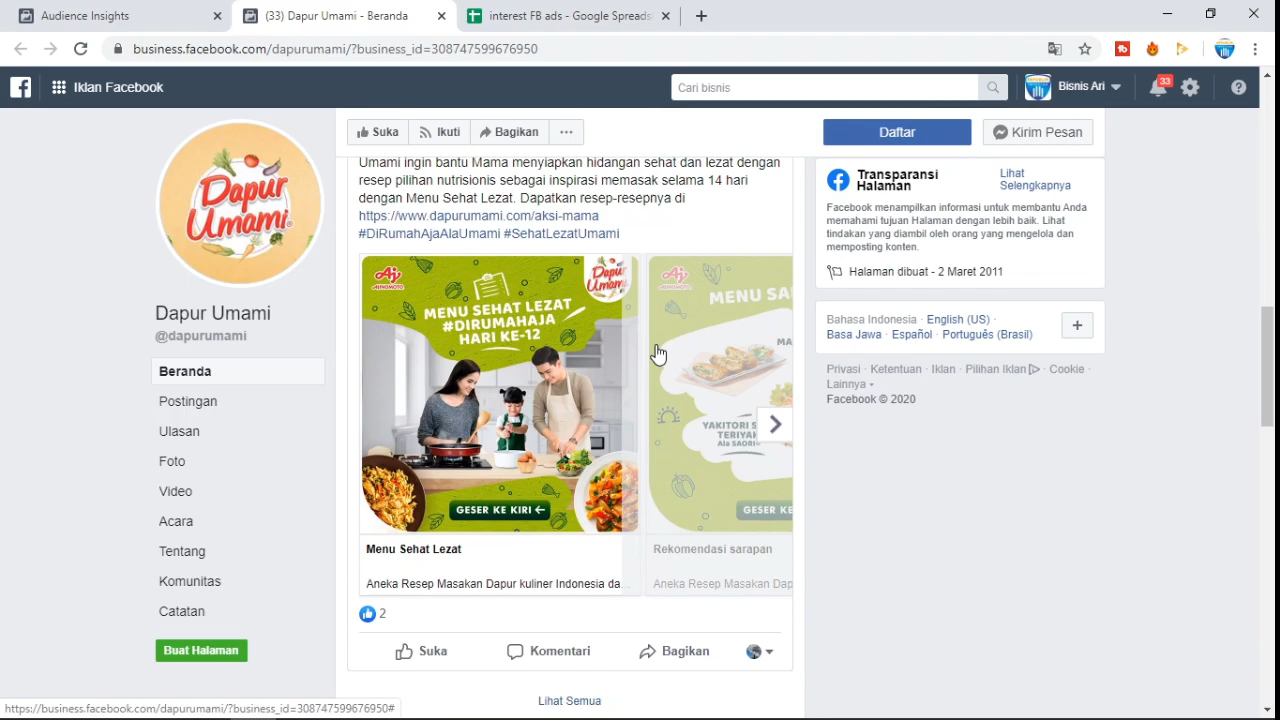 Audience Insights
(33) Dapur Umami - Beranda
interest FB ads - Google Spreads
business.facebook.com/dapurumami/?business_id=308747599676950
Iklan Facebook
Cari bisnis
Bisnis Ari
33
Suka
Ikuti
Bagikan
Daftar
Kirim Pesan
Dapur
Umami
Dapur Umami
@dapurumami
Beranda
Postingan
Ulasan
Foto
Video
Acara
Tentang
Komunitas
Catatan
Buat Halaman
Umami ingin bantu Mama menyiapkan hidangan sehat dan lezat dengan
resep pilihan nutrisionis sebagai inspirasi memasak selama 14 hari
dengan Menu Sehat Lezat. Dapatkan resep-resepnya di
https://www.dapurumami.com/aksi-mama
#DiRumahAjaAlaUmami #SehatLezatUmami
AJINOMOTO
Dapur
Umami
MENU SEHAT LEZAT
#DIRUMAHAJA
HARI KE-12
GESER KE KIRI
Menu Sehat Lezat
Aneka Resep Masakan Dapur kuliner Indonesia da...
AJINOMOTO
MENU SA
MA
YAKITORI S
TERIYA
Ala SAORI
GESER KE
Rekomendasi sarapan
Aneka Resep Masakan Dap
2
Suka
Komentari
Bagikan
Lihat Semua
Transparansi
Halaman
Lihat
Selengkapnya
Facebook menampilkan informasi untuk membantu Anda
memahami tujuan Halaman dengan lebih baik. Lihat
tindakan yang diambil oleh orang yang mengelola dan
memposting konten.
Halaman dibuat - 2 Maret 2011
Bahasa Indonesia · English (US) ·
Basa Jawa · Español · Português (Brasil)
Privasi · Ketentuan · Iklan · Pilihan Iklan · Cookie ·
Lainnya
Facebook © 2020
https://business.facebook.com/dapurumami/?business_id=308747599676950#